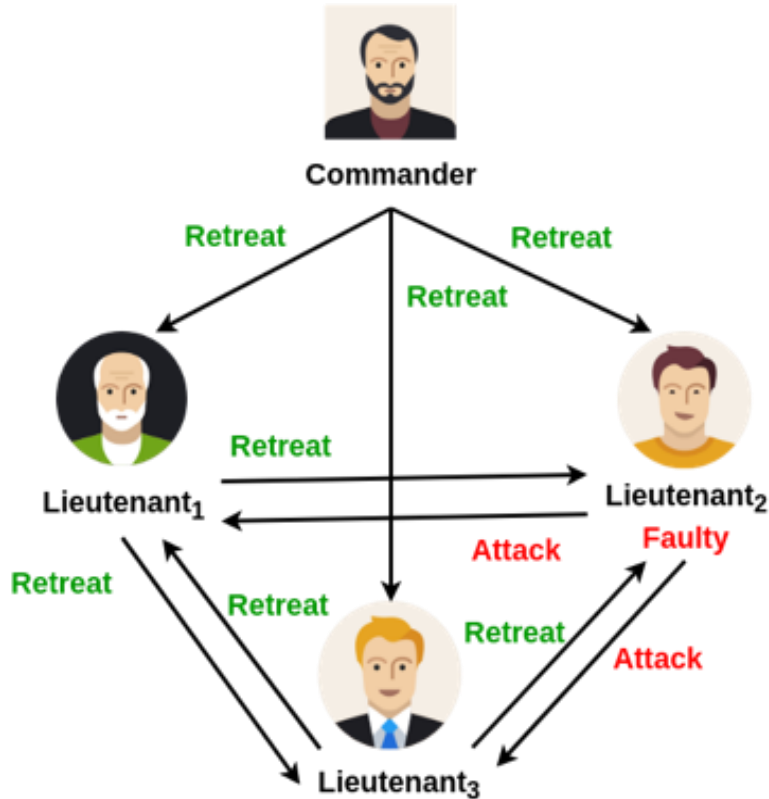 Commander
Retreat
Retreat
Retreat
Retreat
Lieutenant₁
Lieutenant₂
Attack
Faulty
Retreat
Retreat
Retreat
Attack
Lieutenant₃